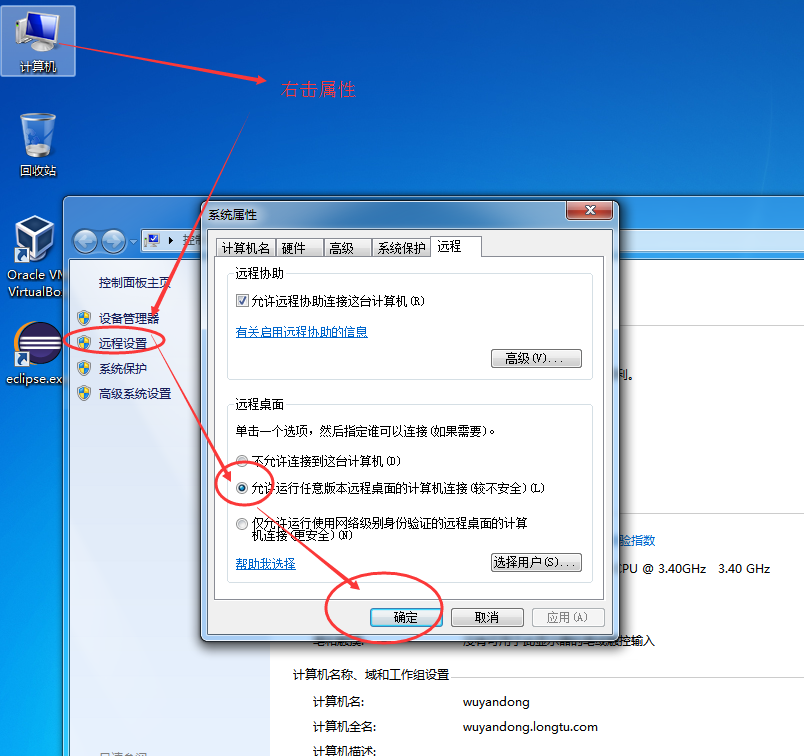 计算机
右击属性
回收站
Oracle VM
VirtualBo
eclipse.ex
系统属性
计算机名
硬件
高级
系统保护
远程
远程协助
允许远程协助连接这台计算机(R)
有关启用远程协助的信息
高级(V)...
远程桌面
单击一个选项，然后指定谁可以连接(如果需要)。
不允许连接到这台计算机(D)
允许运行任意版本远程桌面的计算机连接(较不安全)(L)
仅允许运行使用网络级别身份验证的远程桌面的计算
机连接(更安全)(N)
帮助我选择
选择用户(S)...
确定
取消
应用(A)
控制面板主页
设备管理器
远程设置
系统保护
高级系统设置
利。
验指数
CPU @ 3.40GHz 3.40 GHz
计算机名称、域和工作组设置
计算机名:
wuyandong
计算机全名:
wuyandong.longtu.com
计算机描述: